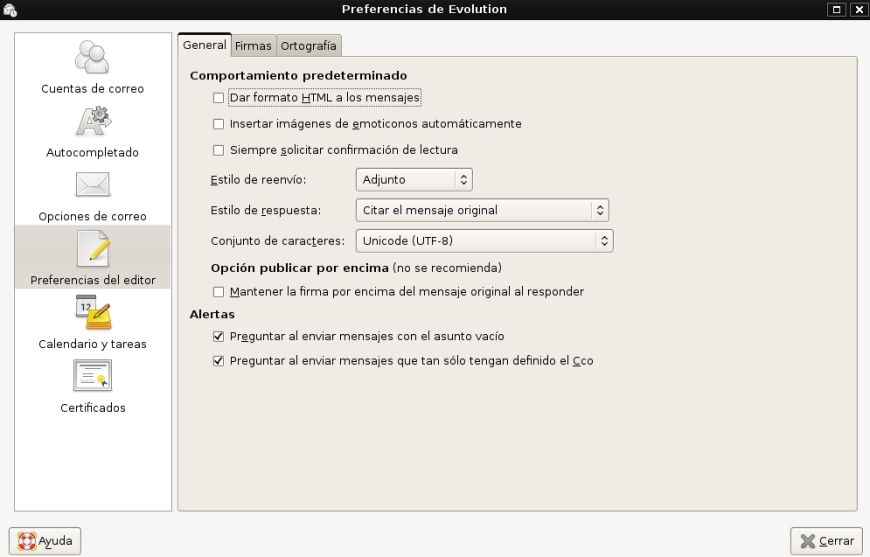 Preferencias de Evolution
Cuentas de correo
Autocompletado
Opciones de correo
Preferencias del editor
12
Calendario y tareas
Certificados
General Firmas Ortografía
Comportamiento predeterminado
Dar formato HTML a los mensajes
Insertar imágenes de emoticonos automáticamente
Siempre solicitar confirmación de lectura
Estilo de reenvío: Adjunto
Estilo de respuesta: Citar el mensaje original
Conjunto de caracteres: Unicode (UTF-8)
Opción publicar por encima (no se recomienda)
Mantener la firma por encima del mensaje original al responder
Alertas
Preguntar al enviar mensajes con el asunto vacío
Preguntar al enviar mensajes que tan sólo tengan definido el Cco
Ayuda
Cerrar